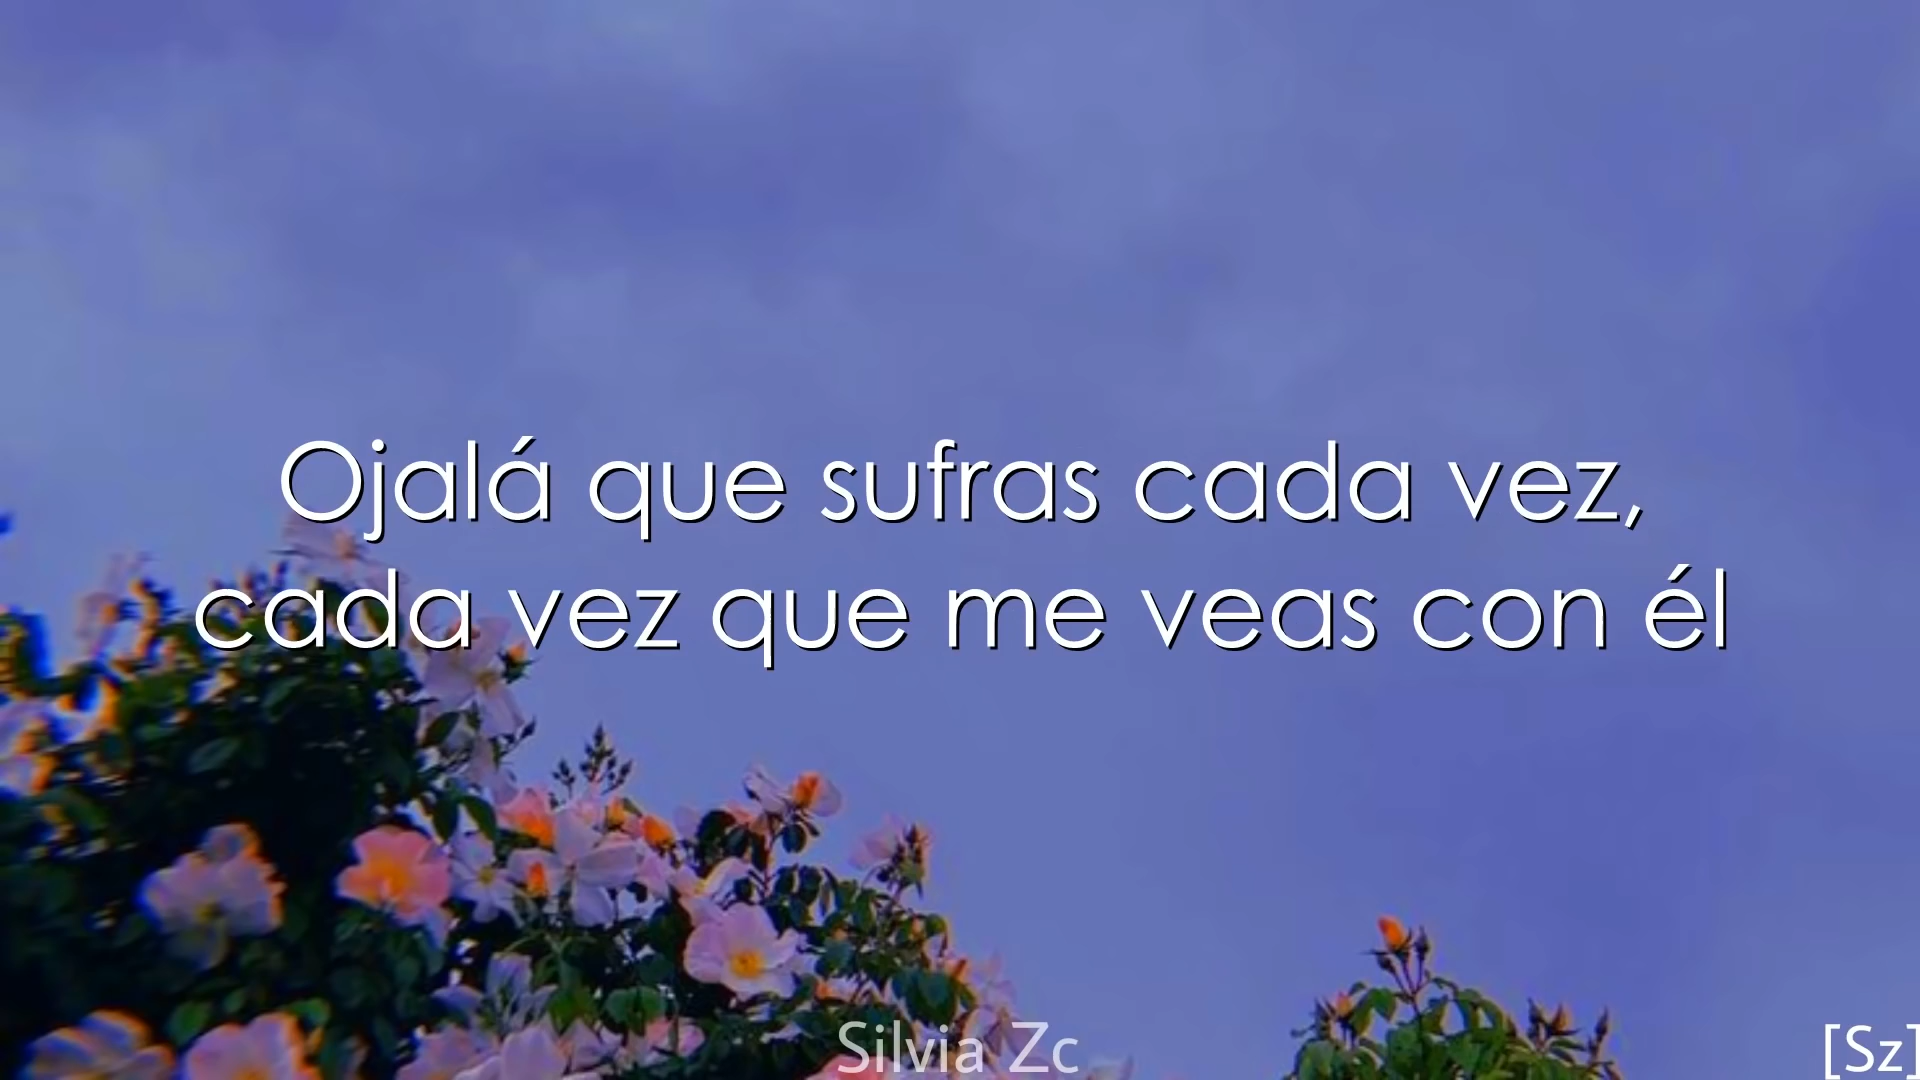 Ojalá que sufras cada vez,
cada vez que me veas con él
Silvia Zc
[Sz]